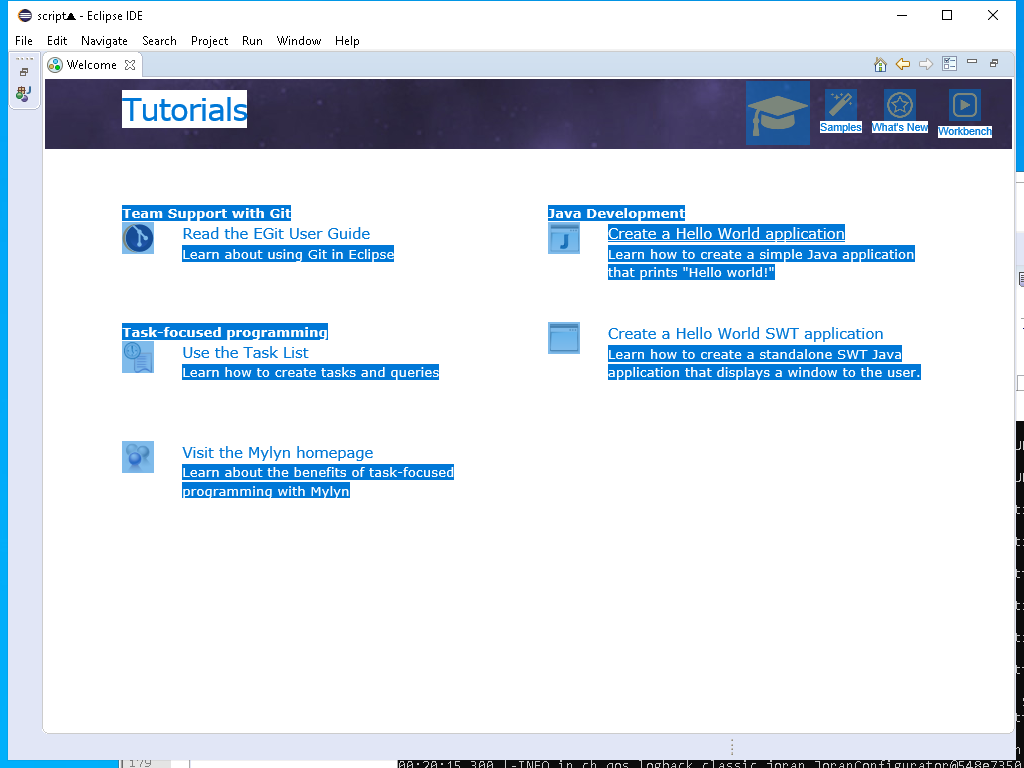 script▲ - Eclipse IDE
File Edit Navigate Search Project Run Window Help
Welcome
Tutorials
Samples
What's New
Workbench
Team Support with Git
Read the EGit User Guide
Learn about using Git in Eclipse
Task-focused programming
Use the Task List
Learn how to create tasks and queries
Visit the Mylyn homepage
Learn about the benefits of task-focused
programming with Mylyn
Java Development
Create a Hello World application
Learn how to create a simple Java application
that prints "Hello world!"
Create a Hello World SWT application
Learn how to create a standalone SWT Java
application that displays a window to the user.
179
00:20:15,300 |-INFO in ch.qos.logback.classic.joran.JoranConfigurator@548e7350